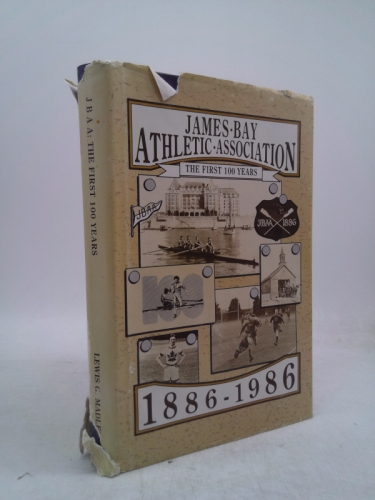 J B A A: THE FIRST 100 YEARS
LEWIS G.
JAMES·BAY
ATHLETIC·ASSOCIATION
THE FIRST 100 YEARS
JBAA
JBAA 1886
100
1886-1986